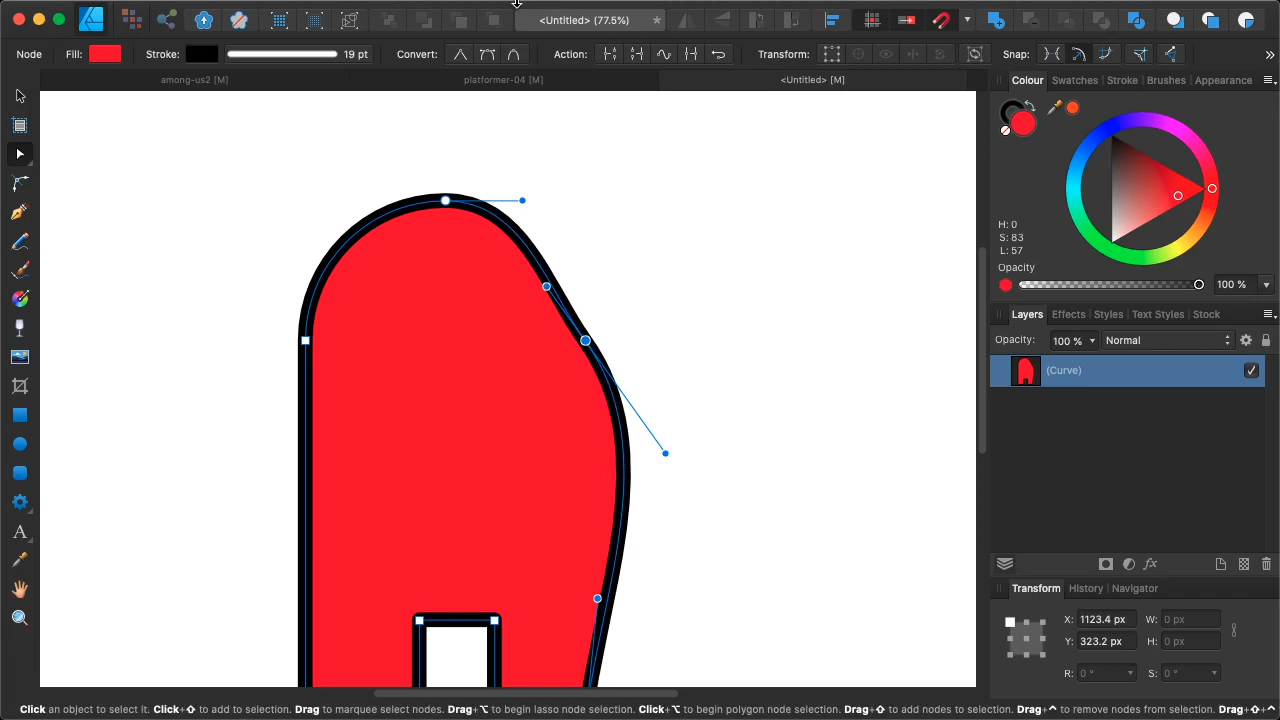 <Untitled> (77.5%) *
Node Fill: Stroke: 19 pt Convert: Action: Transform: Snap: »
among-us2 [M] platformer-04 [M] <Untitled> [M]
Colour Swatches Stroke Brushes Appearance
H: 0
S: 83
L: 57
Opacity
100 %
Layers Effects Styles Text Styles Stock
Opacity: 100 % Normal
(Curve)
Transform History Navigator
X: 1123.4 px W: 0 px
Y: 323.2 px H: 0 px
R: 0 ° S: 0 °
Click an object to select it. Click+⇧ to add to selection. Drag to marquee select nodes. Drag+⌥ to begin lasso node selection. Click+⌥ to begin polygon node selection. Drag+⇧ to add nodes to selection. Drag+^ to remove nodes from selection. Drag+⇧+^